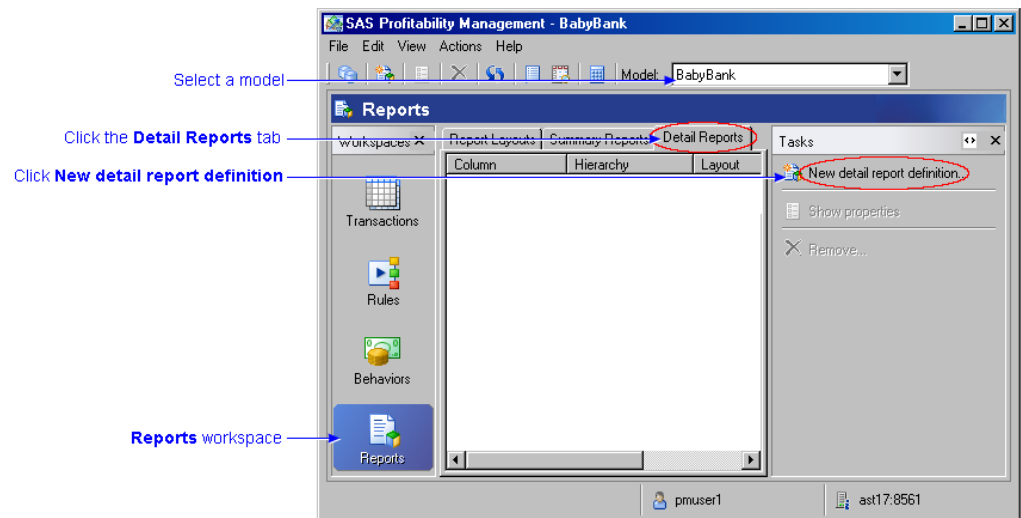 SAS Profitability Management - BabyBank
File Edit View Actions Help
Select a model
Model: BabyBank
Reports
Click the Detail Reports tab
Workspaces
Report Layouts
Summary Reports
Detail Reports
Tasks
Column
Hierarchy
Layout
Click New detail report definition
New detail report definition...
Transactions
Show properties
Remove...
Rules
Behaviors
Reports workspace
Reports
pmuser1
ast17:8561